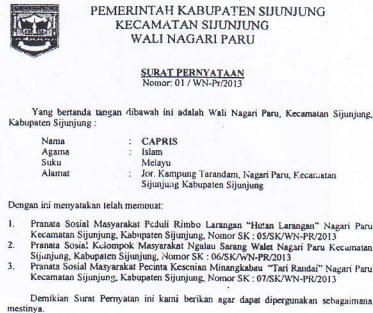 PEMERINTAH KABUPATEN SIJUNJUNG
KECAMATAN SIJUNJUNG
WALI NAGARI PARU
SURAT PERNYATAAN
Nomor: 01 / WN-Pr/2013
Yang bertanda tangan dibawah ini adalah Wali Nagari Paru, Kecamatan Sijunjung,
Kabupaten Sijunjung :
Nama : CAPRIS
Agama : Islam
Suku : Melayu
Alamat : Jor. Kampung Tarandam, Nagari Paru, Kecamatan
Sijunjung Kabupaten Sijunjung
Dengan ini menyatakan telah memouat:
1. Pranata Sosial Masyarakat Peduli Rimbo Larangan "Hutan Larangan" Nagari Paru
Kecamatan Sijunjung, Kabupaten Sijunjung, Nomor SK : 05/SK/WN-PR/2013
2. Pranata Sosial Kelompok Masyarakat Ngalau Sarang Walet Nagari Paru Kecamatan
Sijunjung, Kabupaten Sijunjung, Nomor SK : 06/SK/WN-PR/2013
3. Pranata Sosial Masyarakat Pecinta Kesenian Minangkabau "Tari Randai" Nagari Paru
Kecamatan Sijunjung, Kabupaten Sijunjung, Nomor SK : 07/SK/WN-PR/2013
Demikian Surat Pernyatan ini kami berikan agar dapat dipergunakan sebagaimana
mestinya.